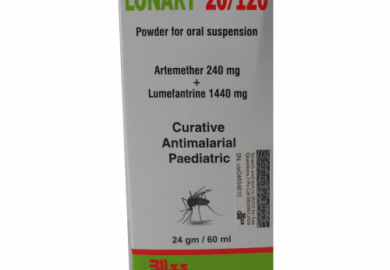 LONART 20/120
Powder for oral suspension
Artemether 240 mg
+
Lumefantrine 1440 mg
Curative
Antimalarial
Paediatric
24 gm / 60 ml
Bliss